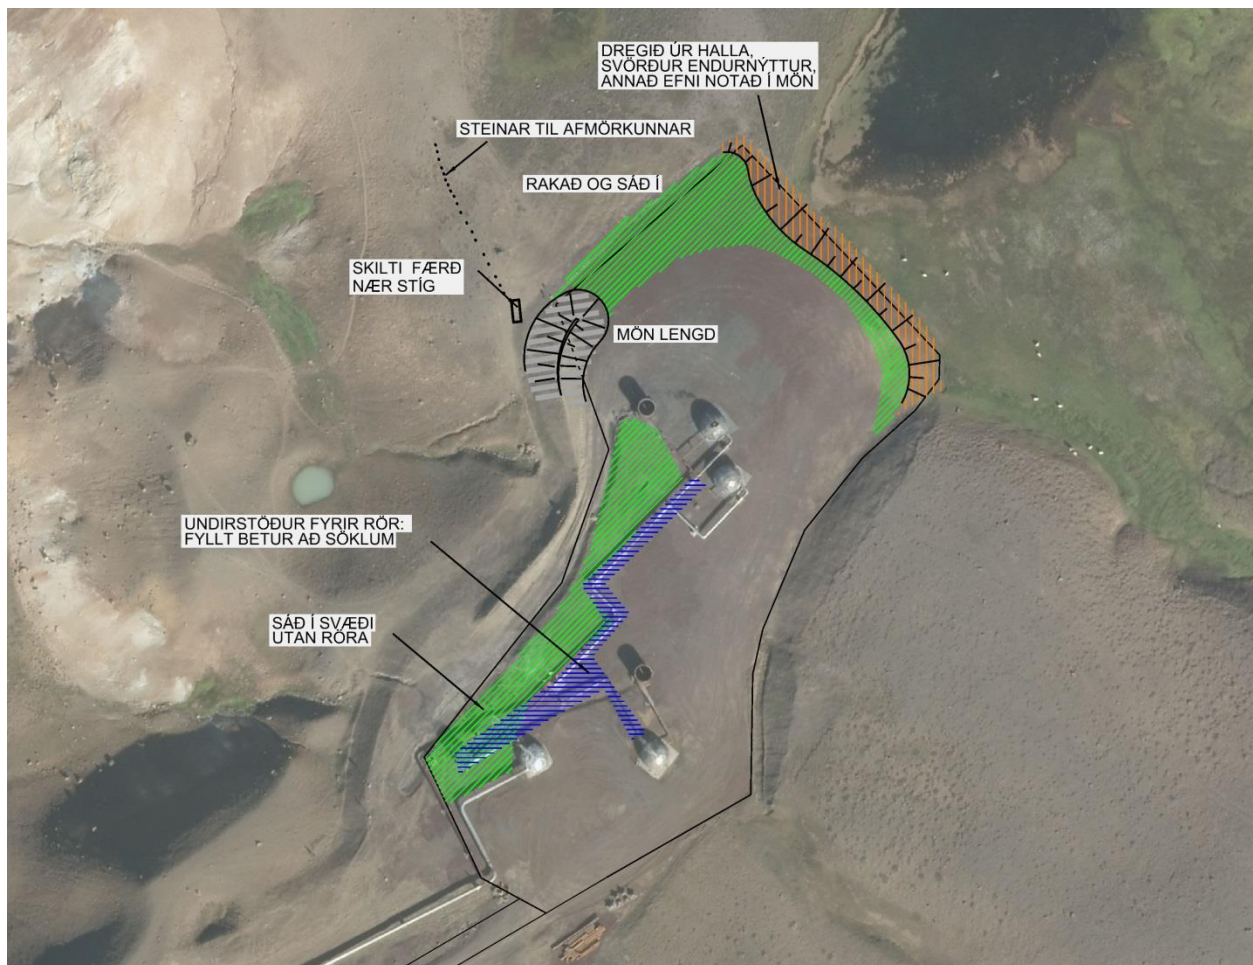 DREGIÐ ÚR HALLA,
SVÖRÐUR ENDURNÝTTUR,
ANNAÐ EFNI NOTAÐ Í MÖN
STEINAR TIL AFMÖRKUNNAR
RAKAÐ OG SÁÐ Í
SKILTI FÆRÐ
NÆR STÍG
MÖN LENGD
UNDIRSTÖÐUR FYRIR RÖR:
FYLLT BETUR AÐ SÖKLUM
SÁÐ Í SVÆÐI
UTAN RÖRA